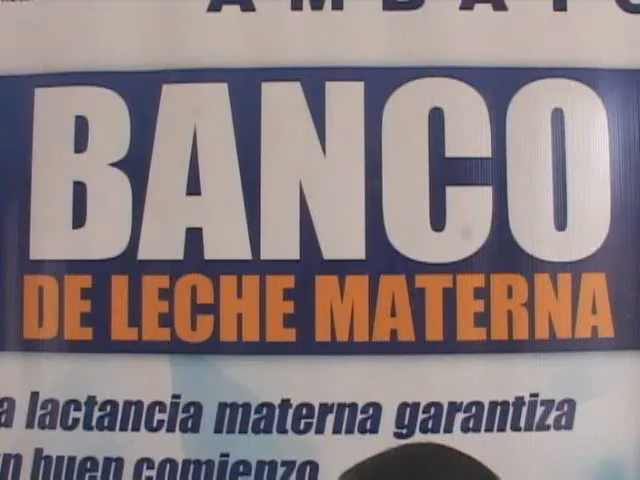 BANCO
DE LECHE MATERNA
a lactancia materna garantiza
n buen comienzo